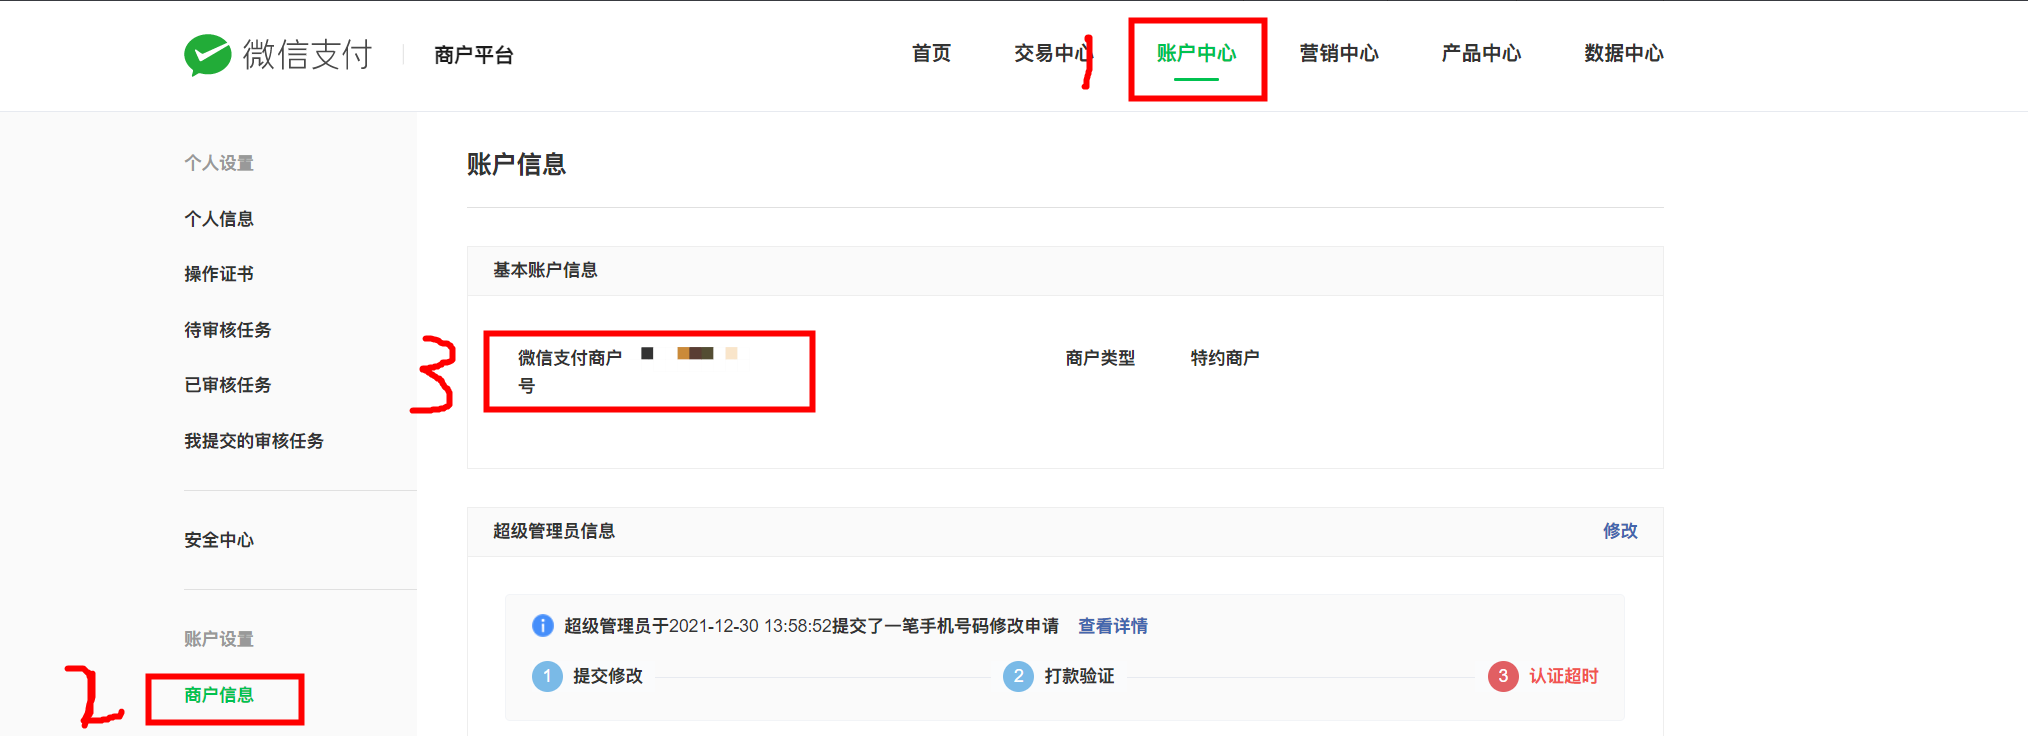 微信支付 商户平台 首页 交易中心 1 账户中心 营销中心 产品中心 数据中心
个人设置
个人信息
操作证书
待审核任务
已审核任务
我提交的审核任务
安全中心
账户设置
2 商户信息
账户信息
基本账户信息
3 微信支付商户
号
商户类型 特约商户
超级管理员信息 修改
超级管理员于2021-12-30 13:58:52提交了一笔手机号码修改申请 查看详情
1 提交修改 2 打款验证 3 认证超时